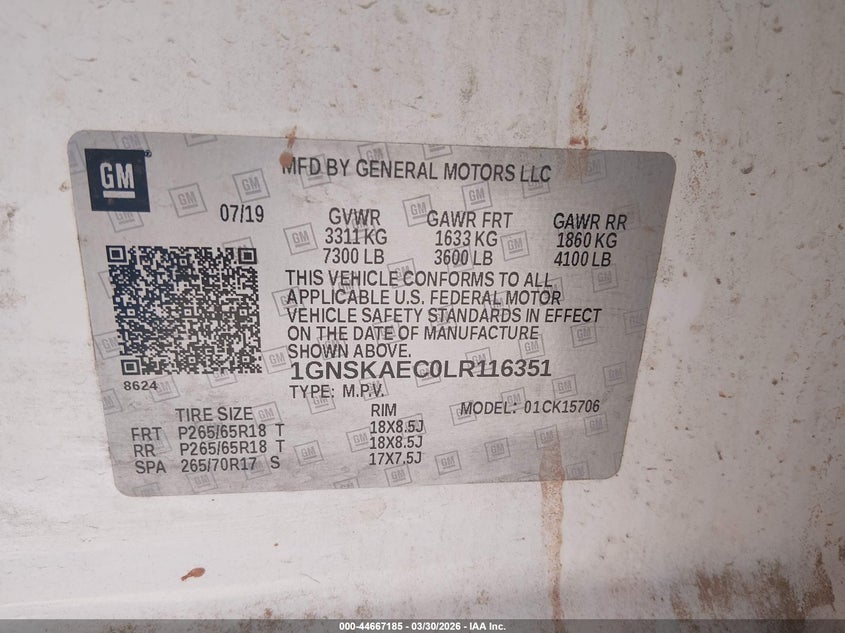 GM
MFD BY GENERAL MOTORS LLC
07/19
GVWR GAWR FRT GAWR RR
3311 KG 1633 KG 1860 KG
7300 LB 3600 LB 4100 LB
THIS VEHICLE CONFORMS TO ALL
APPLICABLE U.S. FEDERAL MOTOR
VEHICLE SAFETY STANDARDS IN EFFECT
ON THE DATE OF MANUFACTURE
SHOWN ABOVE.
1GNSKAEC0LR116351
8624
TYPE: M.P.V.
MODEL: 01CK15706
TIRE SIZE RIM
FRT P265/65R18 T 18X8.5J
RR P265/65R18 T 18X8.5J
SPA 265/70R17 S 17X7.5J
000-44667185 - 03/30/2026 - IAA Inc.